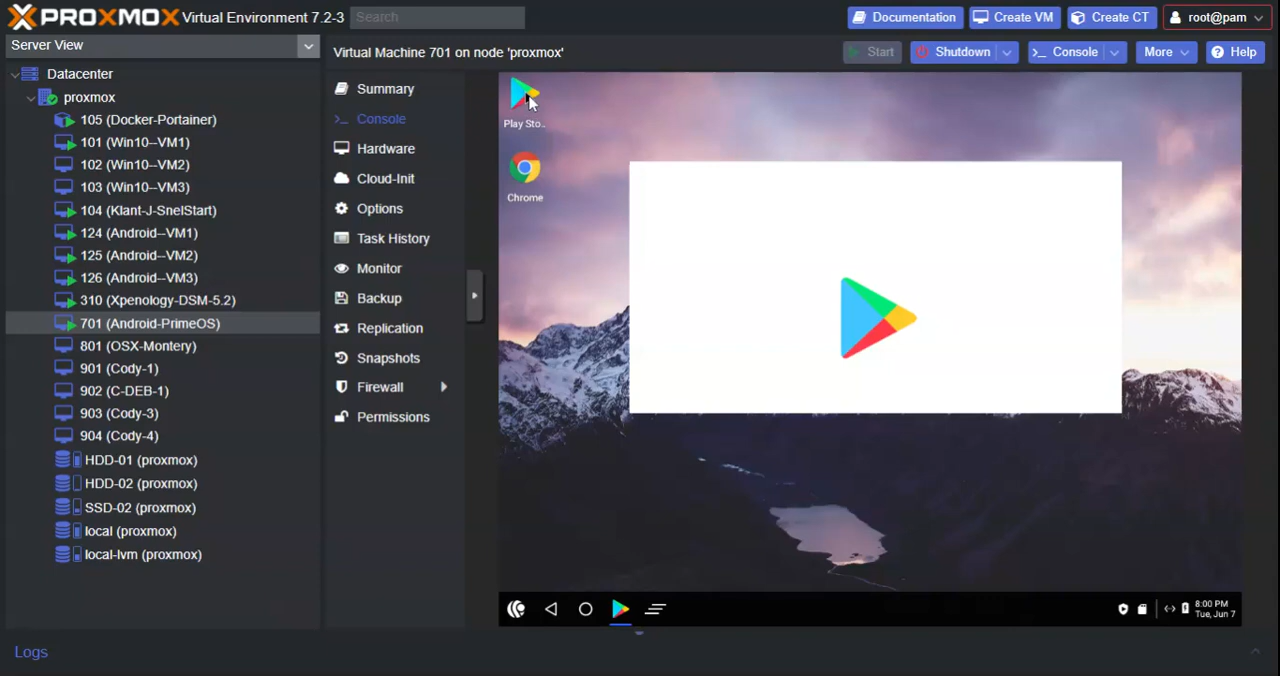 PROXMOX Virtual Environment 7.2-3 Search Documentation Create VM Create CT root@pam
Server View
Virtual Machine 701 on node 'proxmox' Start Shutdown Console More Help
Datacenter
proxmox
105 (Docker-Portainer)
101 (Win10--VM1)
102 (Win10--VM2)
103 (Win10--VM3)
104 (Klant-J-SnelStart)
124 (Android--VM1)
125 (Android--VM2)
126 (Android--VM3)
310 (Xpenology-DSM-5.2)
701 (Android-PrimeOS)
801 (OSX-Montery)
901 (Cody-1)
902 (C-DEB-1)
903 (Cody-3)
904 (Cody-4)
HDD-01 (proxmox)
HDD-02 (proxmox)
SSD-02 (proxmox)
local (proxmox)
local-lvm (proxmox)
Summary
Console
Hardware
Cloud-Init
Options
Task History
Monitor
Backup
Replication
Snapshots
Firewall
Permissions
Play Sto..
Chrome
8:00 PM
Tue, Jun 7
Logs